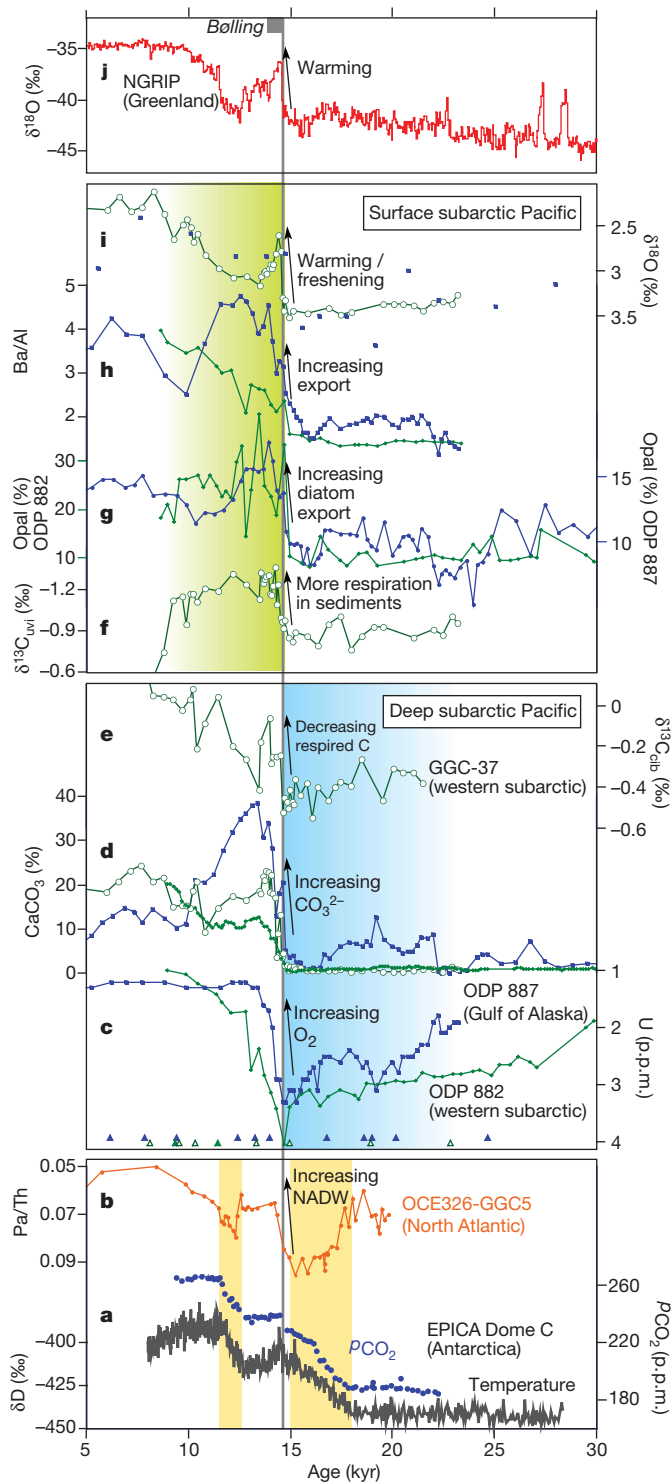 Bølling
−35
−40
−45
δ¹⁸O (‰)
j
NGRIP
(Greenland)
Warming
Surface subarctic Pacific
i
Warming /
freshening
2.5
3
3.5
δ¹⁸O (‰)
5
4
3
2
Ba/Al
h
Increasing
export
30
20
10
Opal (%)
ODP 882
g
Increasing
diatom
export
15
10
Opal (%) ODP 887
−1.2
−0.9
−0.6
δ¹³Cuvi (‰)
f
More respiration
in sediments
Deep subarctic Pacific
e
Decreasing
respired C
GGC-37
(western subarctic)
0
−0.2
−0.4
−0.6
δ¹³Ccib (‰)
40
30
20
10
0
CaCO₃ (%)
d
Increasing
CO₃²⁻
c
Increasing
O₂
ODP 887
(Gulf of Alaska)
ODP 882
(western subarctic)
1
2
3
4
U (p.p.m.)
0.05
0.07
0.09
Pa/Th
b
Increasing
NADW
OCE326-GGC5
(North Atlantic)
a
pCO₂
EPICA Dome C
(Antarctica)
Temperature
260
220
180
pCO₂ (p.p.m.)
−400
−425
−450
δD (‰)
5
10
15
20
25
30
Age (kyr)